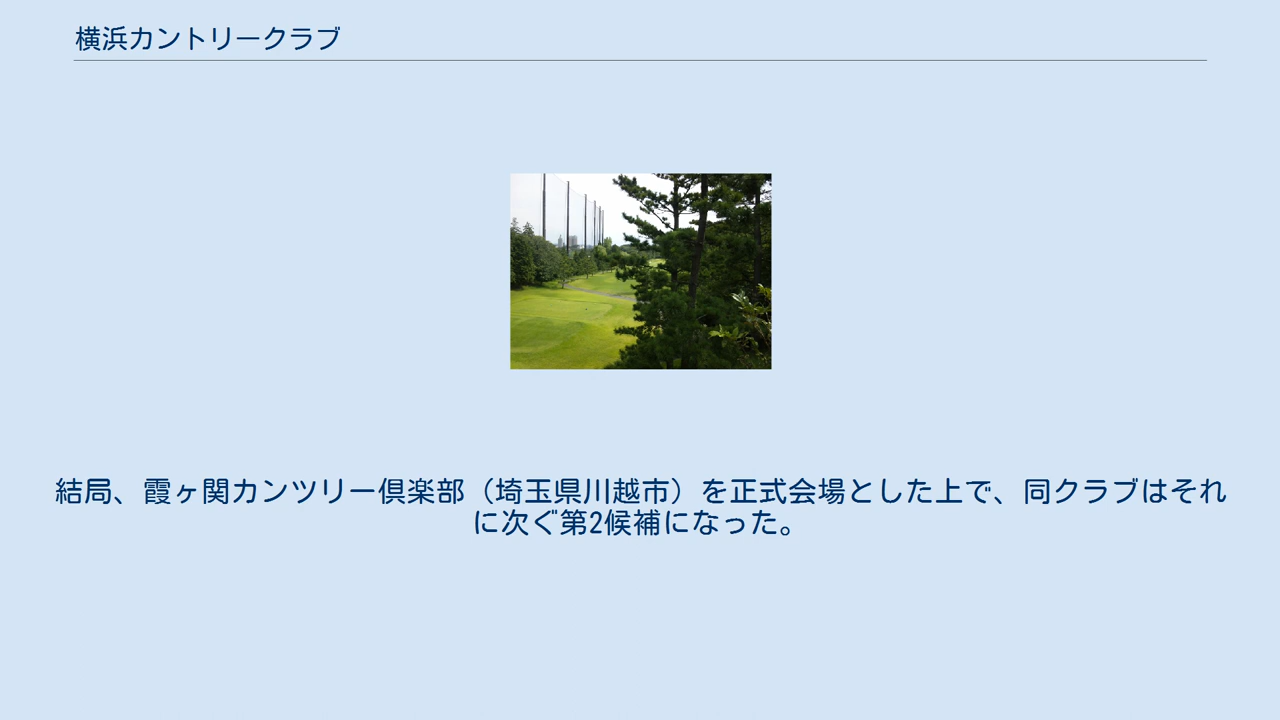 横浜カントリークラブ
結局、霞ヶ関カンツリー倶楽部（埼玉県川越市）を正式会場とした上で、同クラブはそれ
に次ぐ第2候補になった。